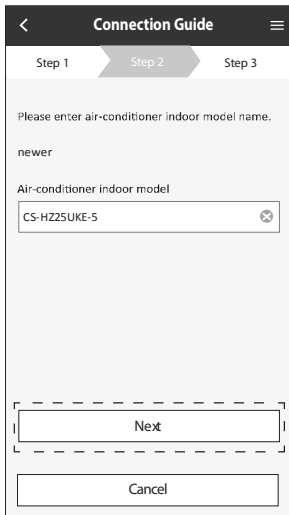 Connection Guide
Step 1 Step 2 Step 3
Please enter air-conditioner indoor model name.
newer
Air-conditioner indoor model
CS-HZ25UKE-5
Next
Cancel